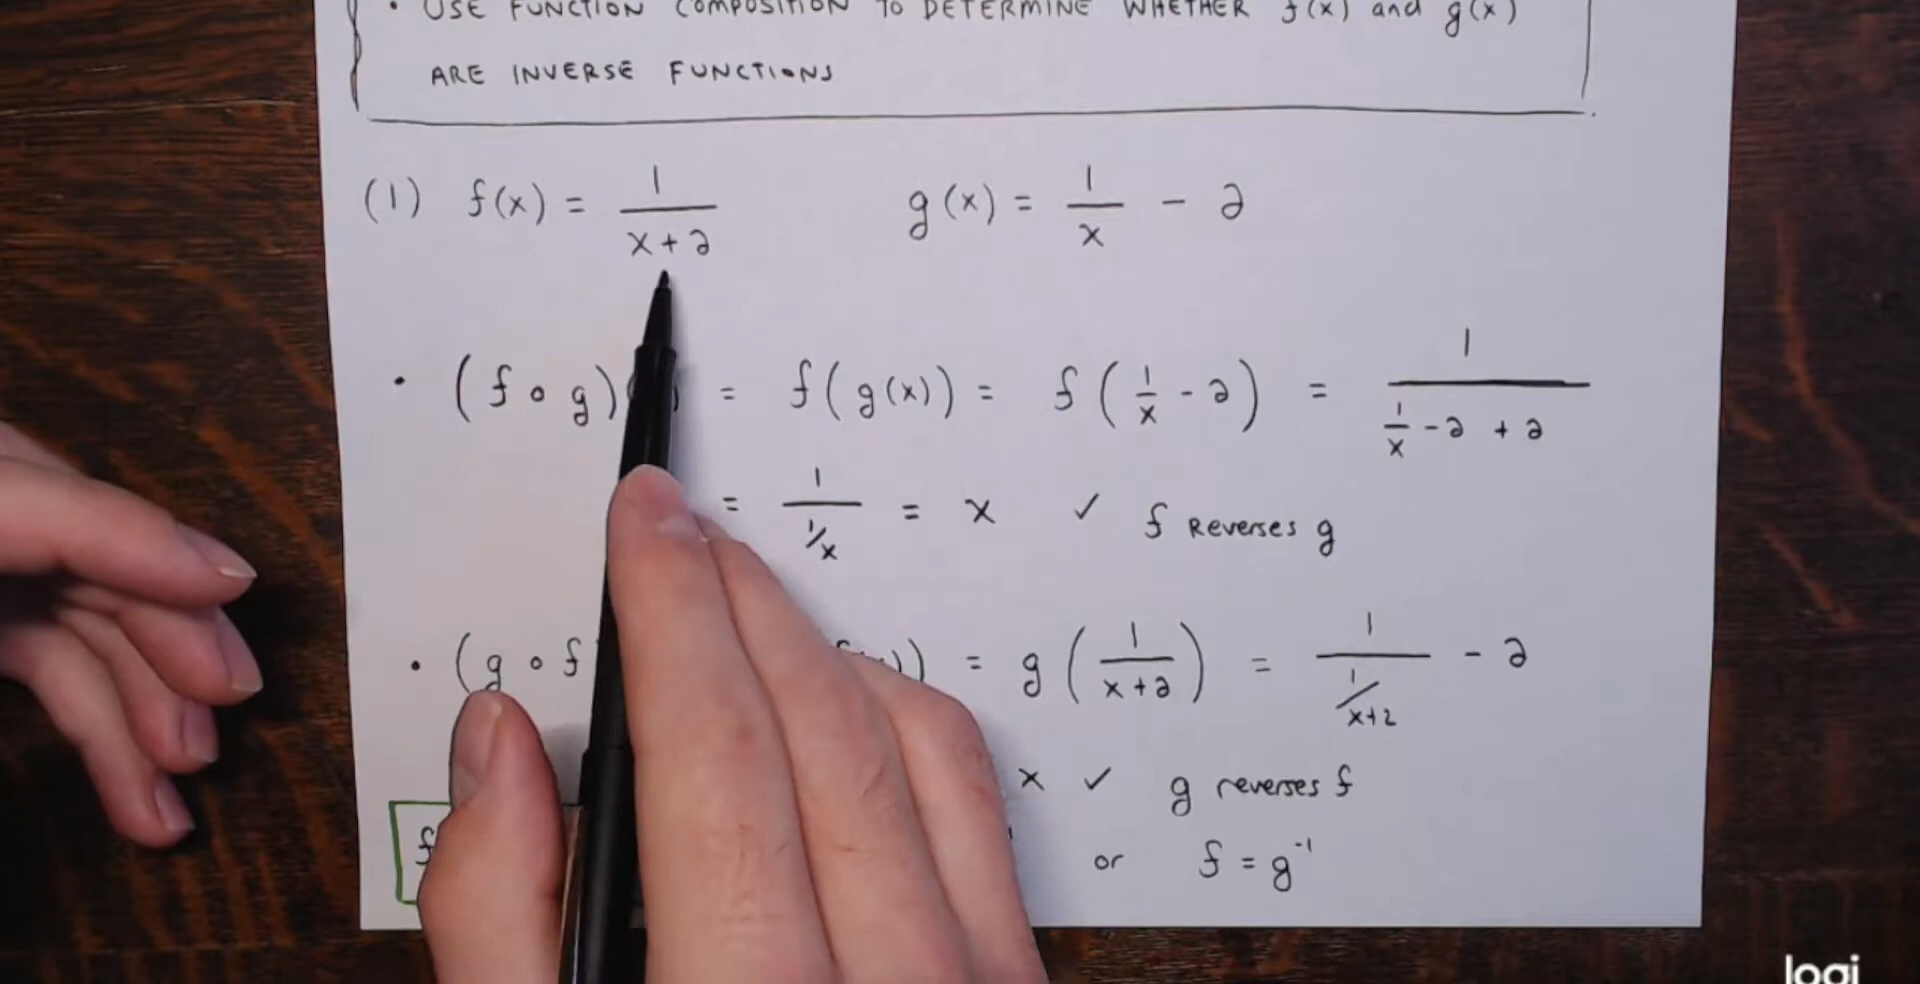 • USE FUNCTION COMPOSITION TO DETERMINE WHETHER f(x) and g(x)
ARE INVERSE FUNCTIONS
(1) f(x) = 1/(x+2) g(x) = 1/x - 2
• (f ∘ g) = f(g(x)) = f(1/x - 2) = 1/(1/x - 2 + 2)
= 1/(1/x) = x ✓ f Reverses g
• (g ∘ f )) = g(1/(x+2)) = 1/(1/(x+2)) - 2
x ✓ g reverses f
f or f = g⁻¹
logi